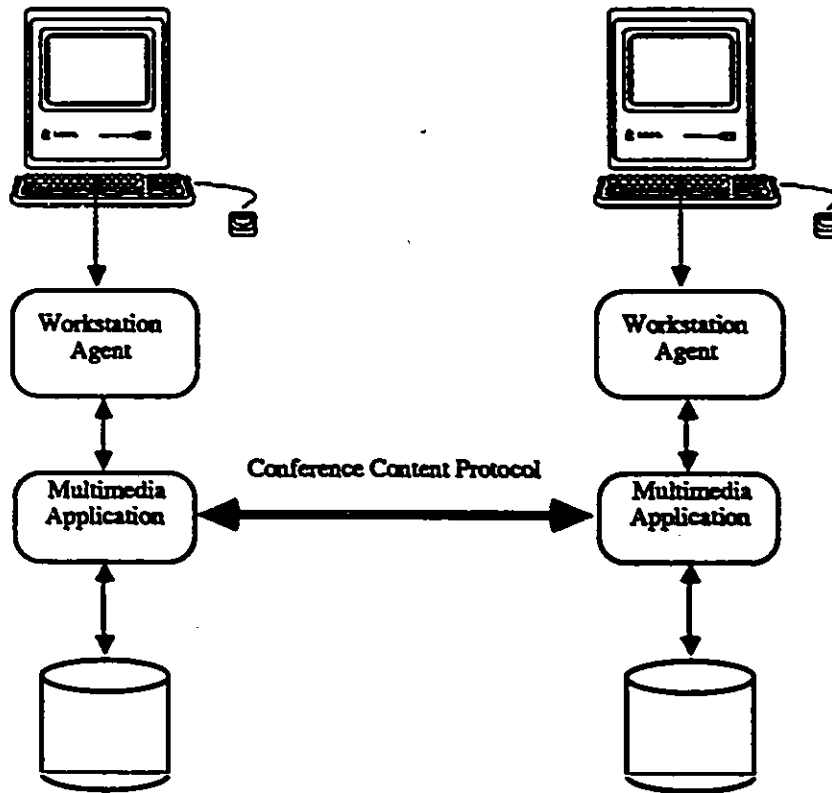 Workstation
Agent
Workstation
Agent
Conference Content Protocol
Multimedia
Application
Multimedia
Application